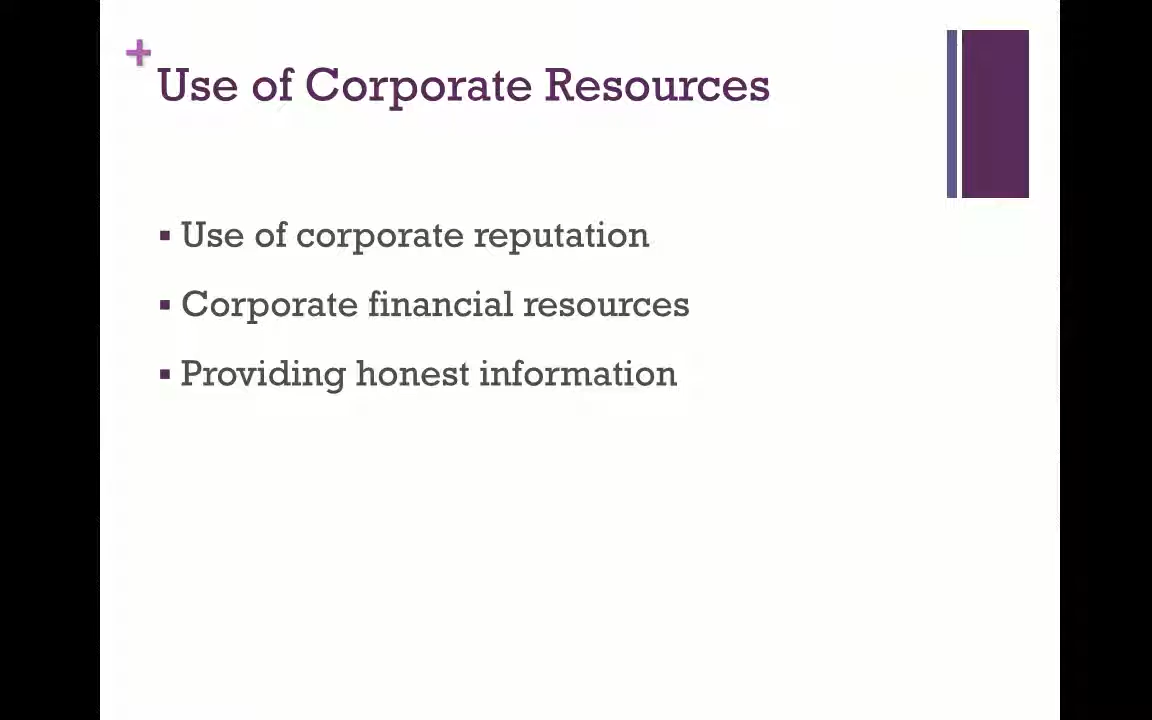 +
Use of Corporate Resources
▪ Use of corporate reputation
▪ Corporate financial resources
▪ Providing honest information